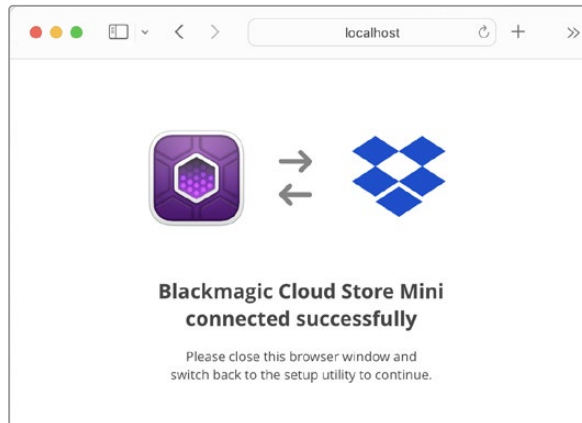 localhost
Blackmagic Cloud Store Mini
connected successfully
Please close this browser window and
switch back to the setup utility to continue.